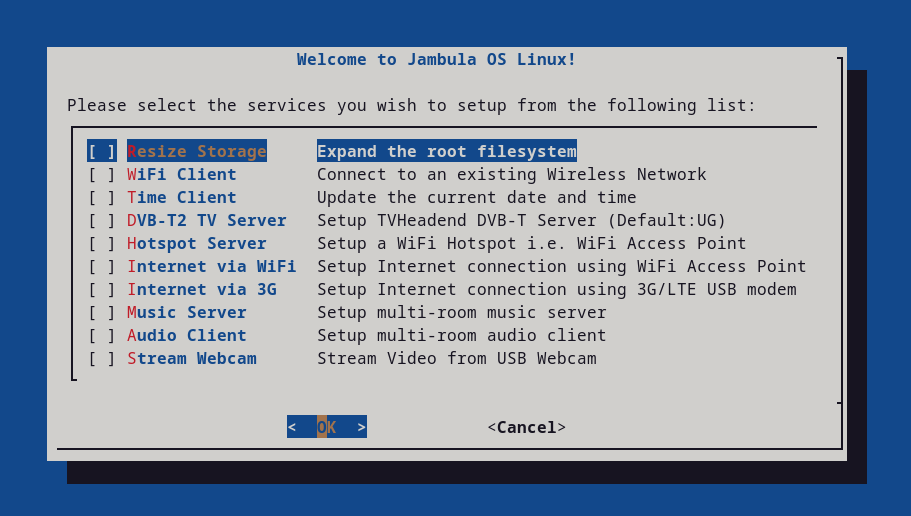 Welcome to Jambula OS Linux!
Please select the services you wish to setup from the following list:
[ ] Resize Storage Expand the root filesystem
[ ] WiFi Client Connect to an existing Wireless Network
[ ] Time Client Update the current date and time
[ ] DVB-T2 TV Server Setup TVHeadend DVB-T Server (Default:UG)
[ ] Hotspot Server Setup a WiFi Hotspot i.e. WiFi Access Point
[ ] Internet via WiFi Setup Internet connection using WiFi Access Point
[ ] Internet via 3G Setup Internet connection using 3G/LTE USB modem
[ ] Music Server Setup multi-room music server
[ ] Audio Client Setup multi-room audio client
[ ] Stream Webcam Stream Video from USB Webcam
< OK > <Cancel>